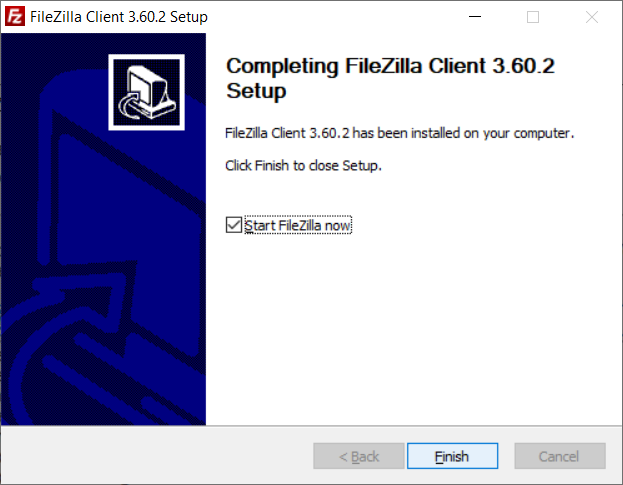 FZ FileZilla Client 3.60.2 Setup
Completing FileZilla Client 3.60.2
Setup
FileZilla Client 3.60.2 has been installed on your computer.
Click Finish to close Setup.
Start FileZilla now
< Back Finish Cancel